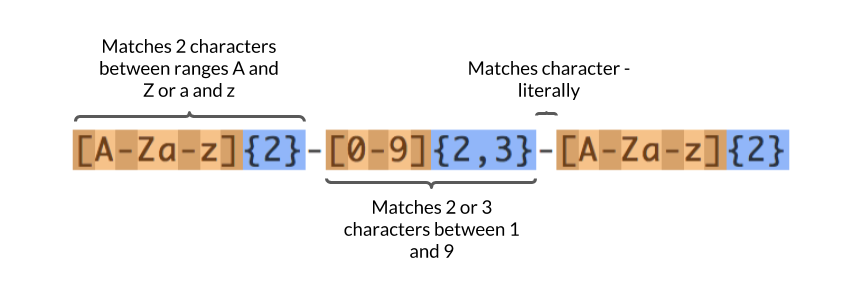 Matches 2 characters
between ranges A and
Z or a and z
Matches character -
literally
[A-Za-z]{2}-[0-9]{2,3}-[A-Za-z]{2}
Matches 2 or 3
characters between 1
and 9